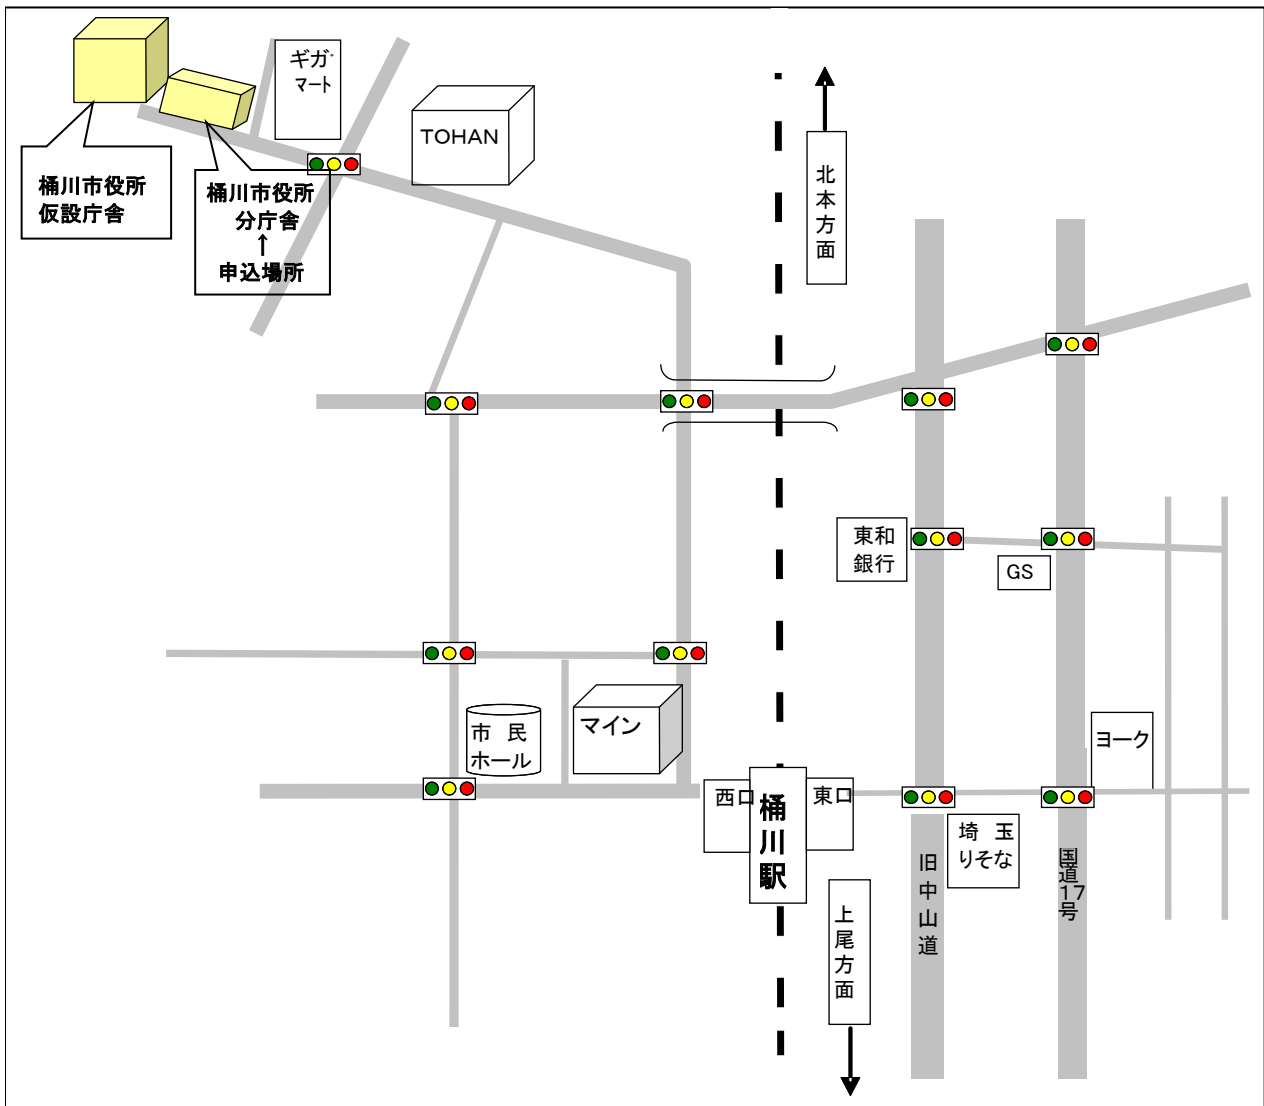 ギガ・
マート
TOHAN
桶川市役所
仮設庁舎
桶川市役所
分庁舎
↑
申込場所
北本方面
東和
銀行
GS
市 民
ホール
マイン
ヨーク
西口
桶川駅
東口
埼 玉
りそな
旧中山道
国道17号
上尾方面